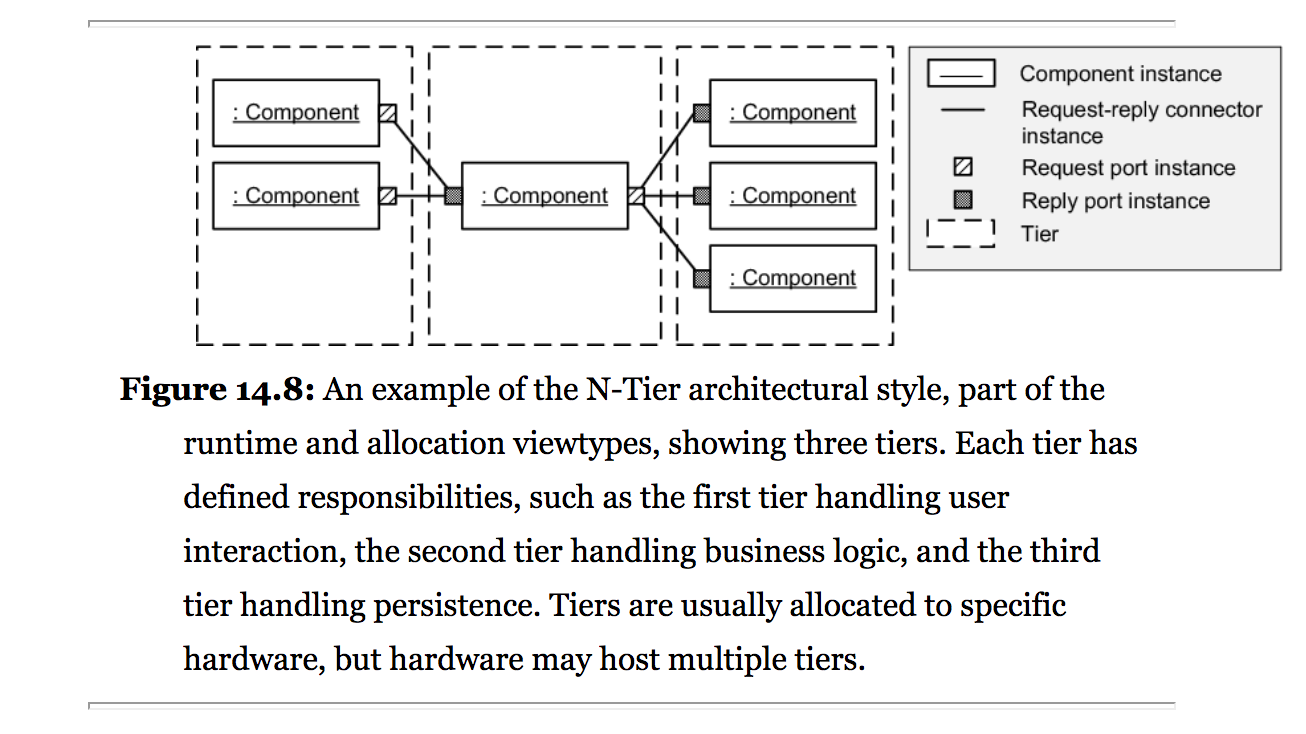 : Component
: Component
: Component
: Component
: Component
: Component
Component instance
Request-reply connector
instance
Request port instance
Reply port instance
Tier
Figure 14.8: An example of the N-Tier architectural style, part of the
runtime and allocation viewtypes, showing three tiers. Each tier has
defined responsibilities, such as the first tier handling user
interaction, the second tier handling business logic, and the third
tier handling persistence. Tiers are usually allocated to specific
hardware, but hardware may host multiple tiers.